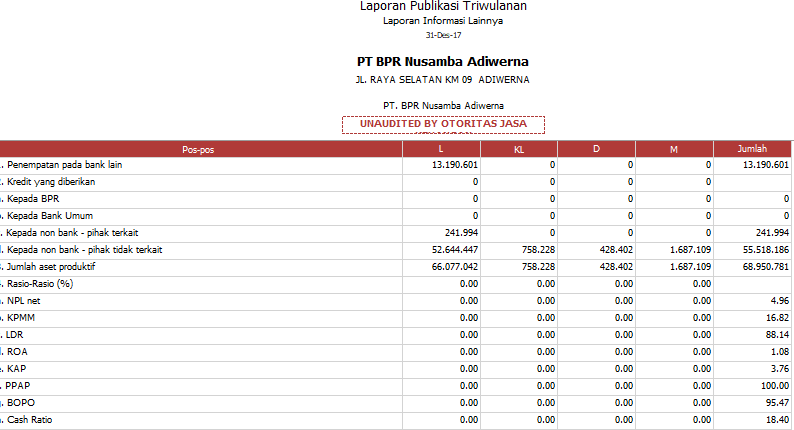 Laporan Publikasi Triwulanan
Laporan Informasi Lainnya
31-Des-17
PT BPR Nusamba Adiwerna
JL. RAYA SELATAN KM 09 ADIWERNA
PT. BPR Nusamba Adiwerna
UNAUDITED BY OTORITAS JASA
Pos-pos L KL D M Jumlah
. Penempatan pada bank lain 13.190.601 0 0 0 13.190.601
. Kredit yang diberikan 0 0 0 0
. Kepada BPR 0 0 0 0 0
. Kepada Bank Umum 0 0 0 0 0
. Kepada non bank - pihak terkait 241.994 0 0 0 241.994
. Kepada non bank - pihak tidak terkait 52.644.447 758.228 428.402 1.687.109 55.518.186
. Jumlah aset produktif 66.077.042 758.228 428.402 1.687.109 68.950.781
. Rasio-Rasio (%) 0.00 0.00 0.00 0.00
. NPL net 0.00 0.00 0.00 0.00 4.96
. KPMM 0.00 0.00 0.00 0.00 16.82
. LDR 0.00 0.00 0.00 0.00 88.14
. ROA 0.00 0.00 0.00 0.00 1.08
. KAP 0.00 0.00 0.00 0.00 3.76
. PPAP 0.00 0.00 0.00 0.00 100.00
. BOPO 0.00 0.00 0.00 0.00 95.47
. Cash Ratio 0.00 0.00 0.00 0.00 18.40